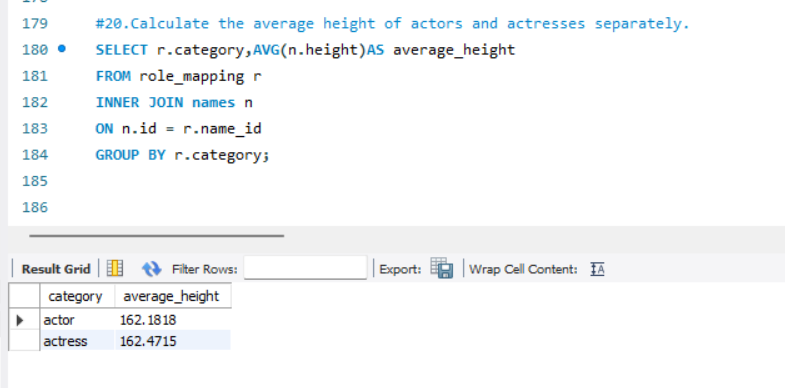 179 #20.Calculate the average height of actors and actresses separately.
180 SELECT r.category,AVG(n.height)AS average_height
181 FROM role_mapping r
182 INNER JOIN names n
183 ON n.id = r.name_id
184 GROUP BY r.category;
185
186
Result Grid Filter Rows: Export: Wrap Cell Content: IA
category average_height
actor 162.1818
actress 162.4715